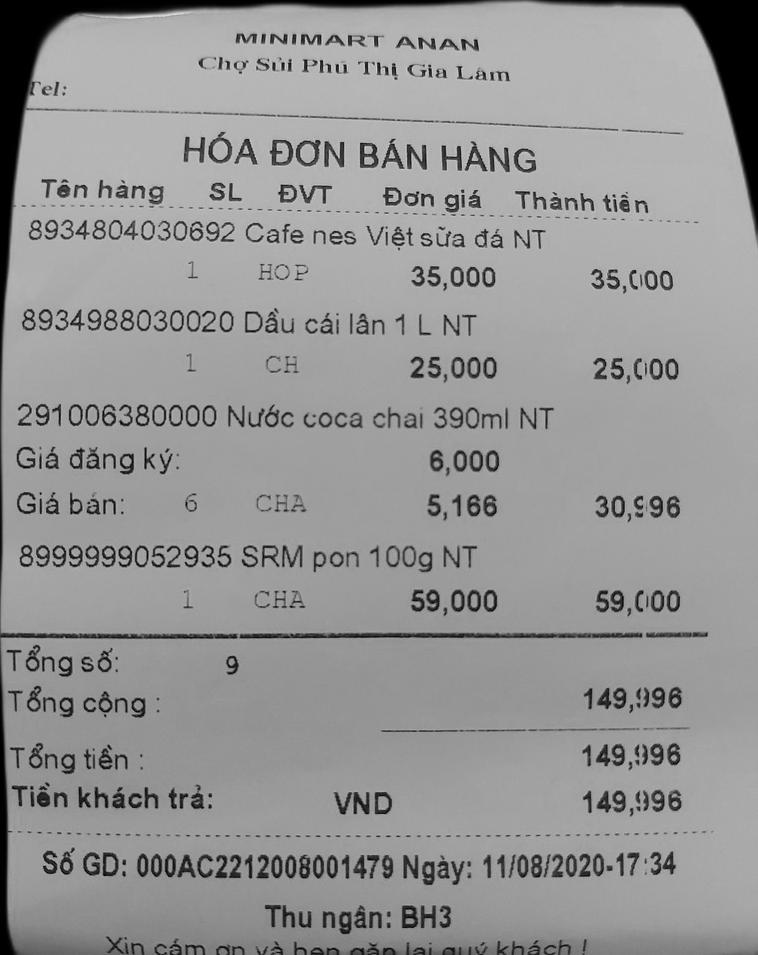 MINIMART ANAN
Chợ Sủi Phú Thị Gia Lâm
Tel:
HÓA ĐƠN BÁN HÀNG
Tên hàng SL ĐVT Đơn giá Thành tiền
8934804030692 Cafe nes Việt sữa đá NT
1 HOP 35,000 35,000
8934988030020 Dầu cái lân 1 L NT
1 CH 25,000 25,000
291006380000 Nước coca chai 390ml NT
Giá đăng ký: 6,000
Giá bán: 6 CHA 5,166 30,996
8999999052935 SRM pon 100g NT
1 CHA 59,000 59,000
Tổng số: 9
Tổng cộng : 149,996
Tổng tiền : 149,996
Tiền khách trả: VND 149,996
Số GD: 000AC2212008001479 Ngày: 11/08/2020-17:34
Thu ngân: BH3
Xin cám ơn và hẹn gặp lại quý khách !